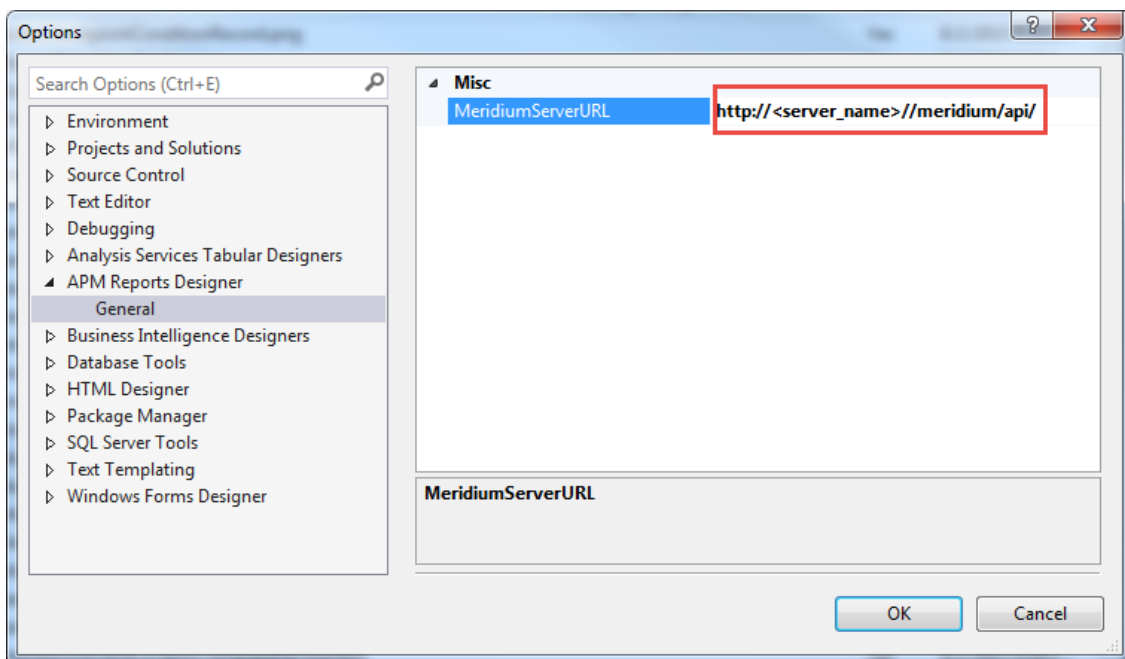 Options
Search Options (Ctrl+E)
Environment
Projects and Solutions
Source Control
Text Editor
Debugging
Analysis Services Tabular Designers
APM Reports Designer
General
Business Intelligence Designers
Database Tools
HTML Designer
Package Manager
SQL Server Tools
Text Templating
Windows Forms Designer
Misc
MeridiumServerURL http://<server_name>//meridium/api/
MeridiumServerURL
OK Cancel